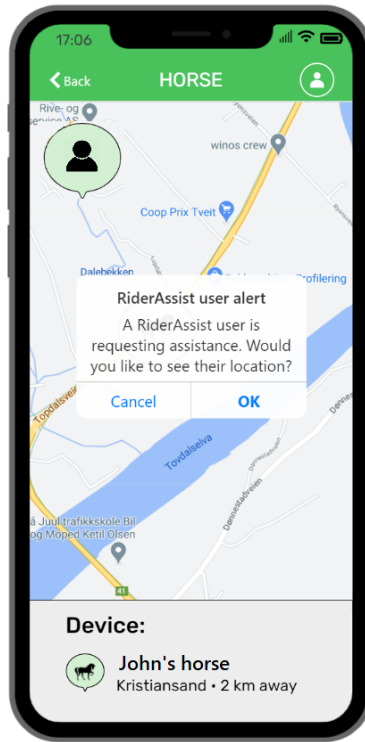 17:06
Back
HORSE
Rive- og
winos crew
Coop Prix Tveit
Dalebekken
Profilering
RiderAssist user alert
A RiderAssist user is
requesting assistance. Would
you like to see their location?
Cancel
OK
Topdalsveien
Tovdalselva
Dønnestadveien
Juul trafikkskole Bil
og Moped Ketil Olsen
41
Device:
John's horse
Kristiansand • 2 km away